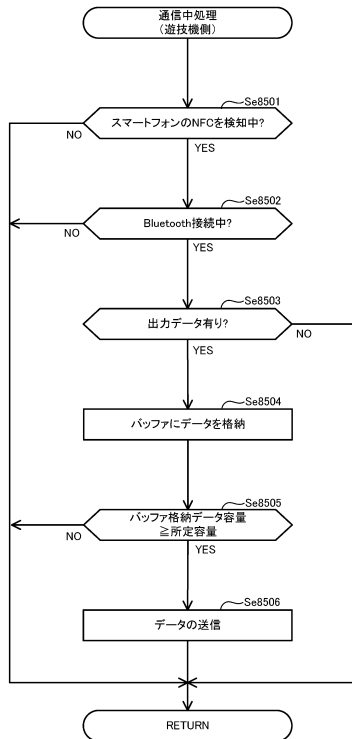 通信中処理
(遊技機側)
Se8501
スマートフォンのNFCを検知中?
NO
YES
Se8502
Bluetooth接続中?
NO
YES
Se8503
出力データ有り?
NO
YES
Se8504
バッファにデータを格納
Se8505
バッファ格納データ容量
≧所定容量
NO
YES
Se8506
データの送信
RETURN